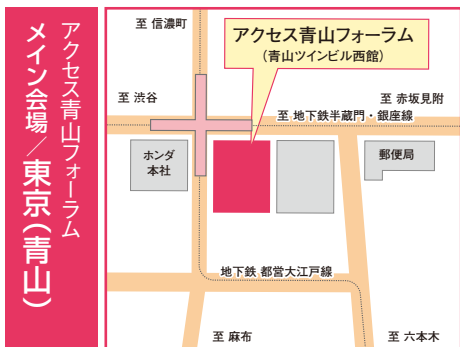 アクセス青山フォーラム
メイン会場／東京（青山）
至 信濃町
アクセス青山フォーラム
（青山ツインビル西館）
至 渋谷
至 赤坂見附
至 地下鉄半蔵門・銀座線
ホンダ
本社
郵便局
地下鉄 都営大江戸線
至 麻布
至 六本木